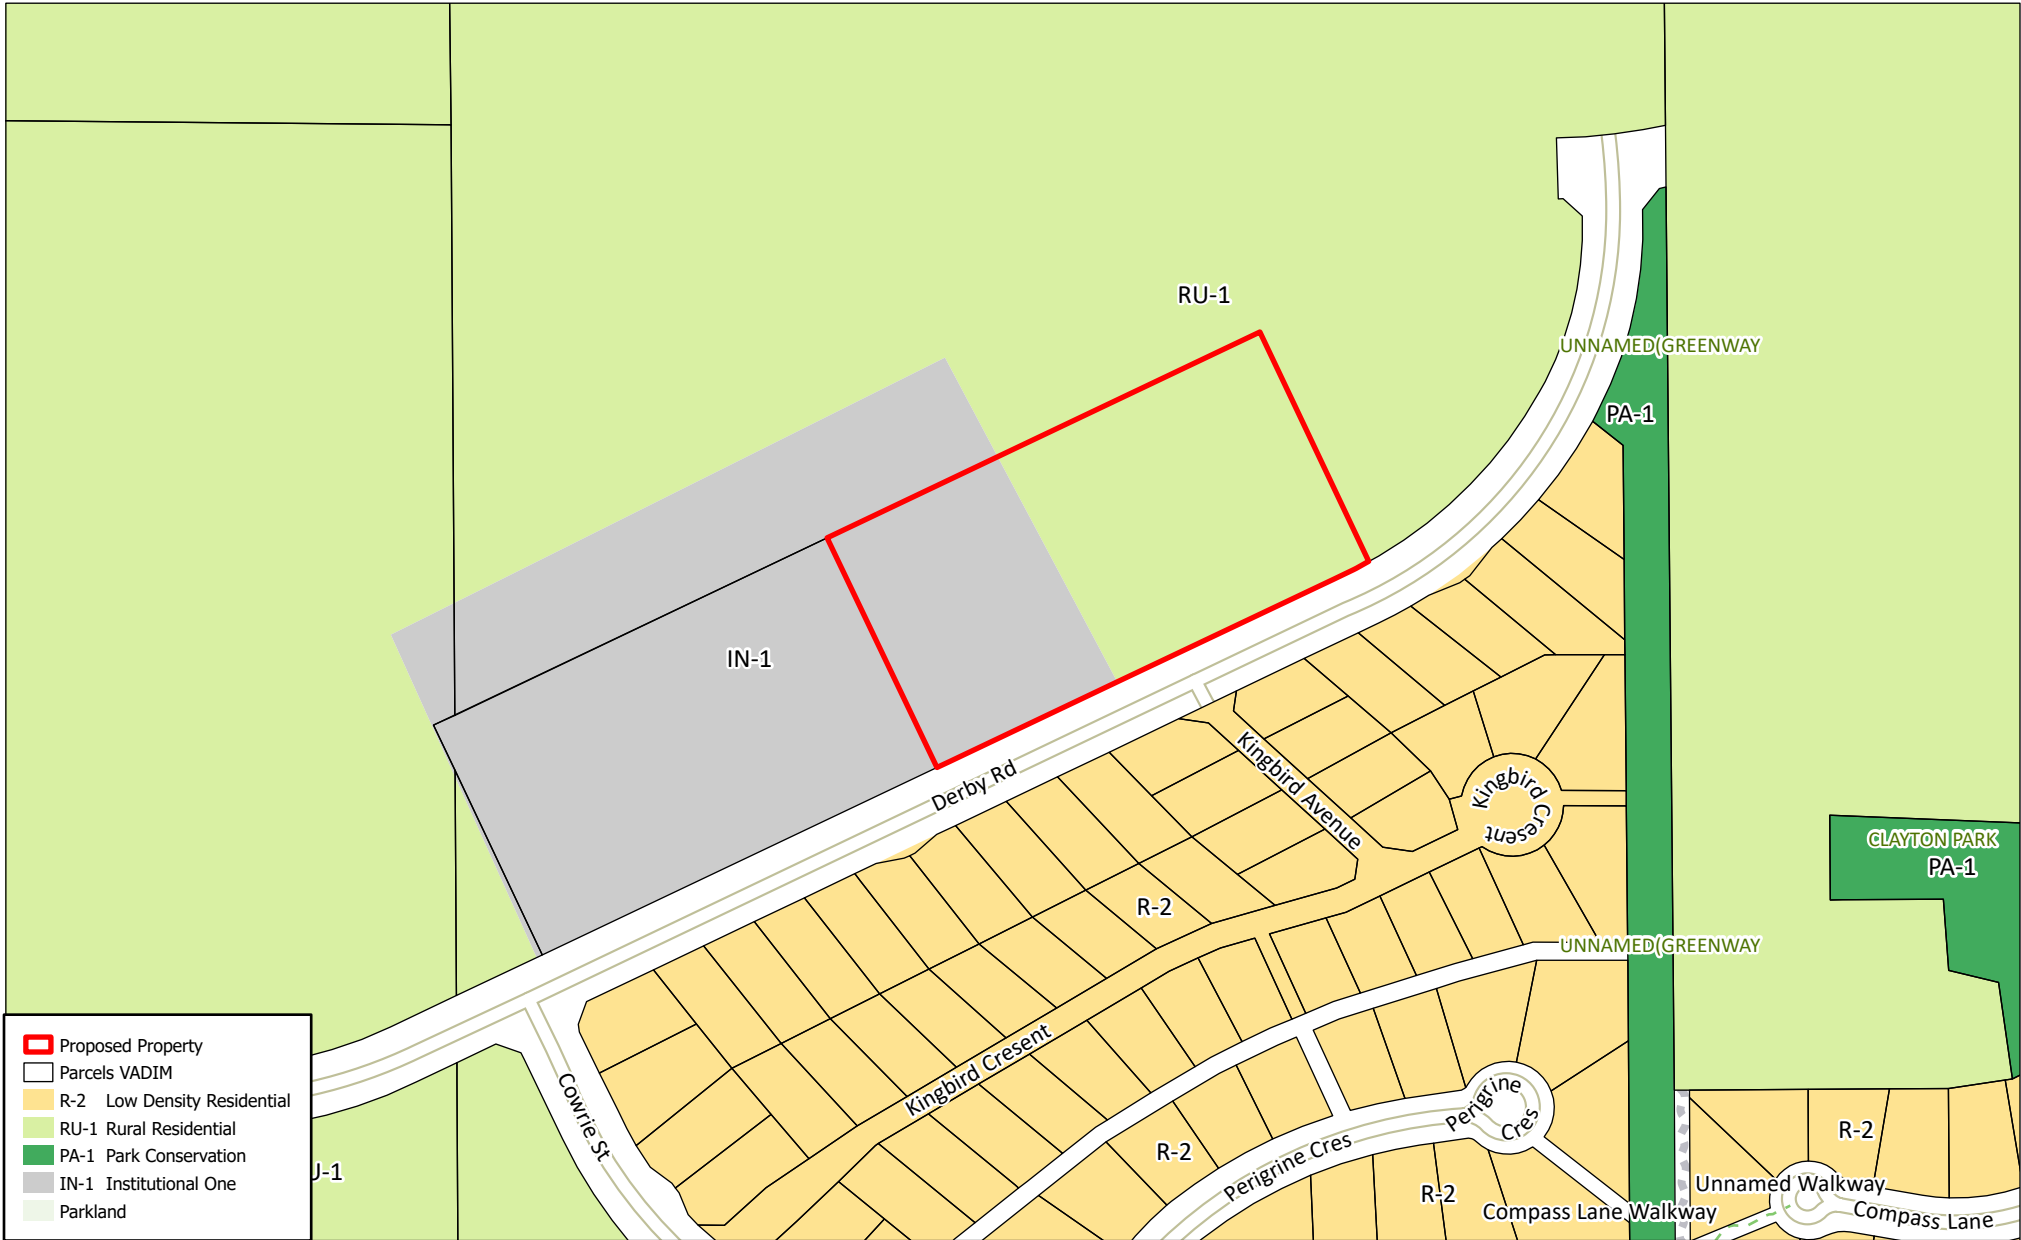 RU-1
UNNAMED(GREENWAY
PA-1
IN-1
Derby Rd
Kingbird Avenue
Kingbird Cresent
CLAYTON PARK
PA-1
R-2
UNNAMED(GREENWAY
Kingbird Cresent
Cowrie St
Perigrine Cres
R-2
Perigrine Cres
R-2
R-2
Unnamed Walkway
Compass Lane Walkway
Compass Lane
U-1
Proposed Property
Parcels VADIM
R-2 Low Density Residential
RU-1 Rural Residential
PA-1 Park Conservation
IN-1 Institutional One
Parkland